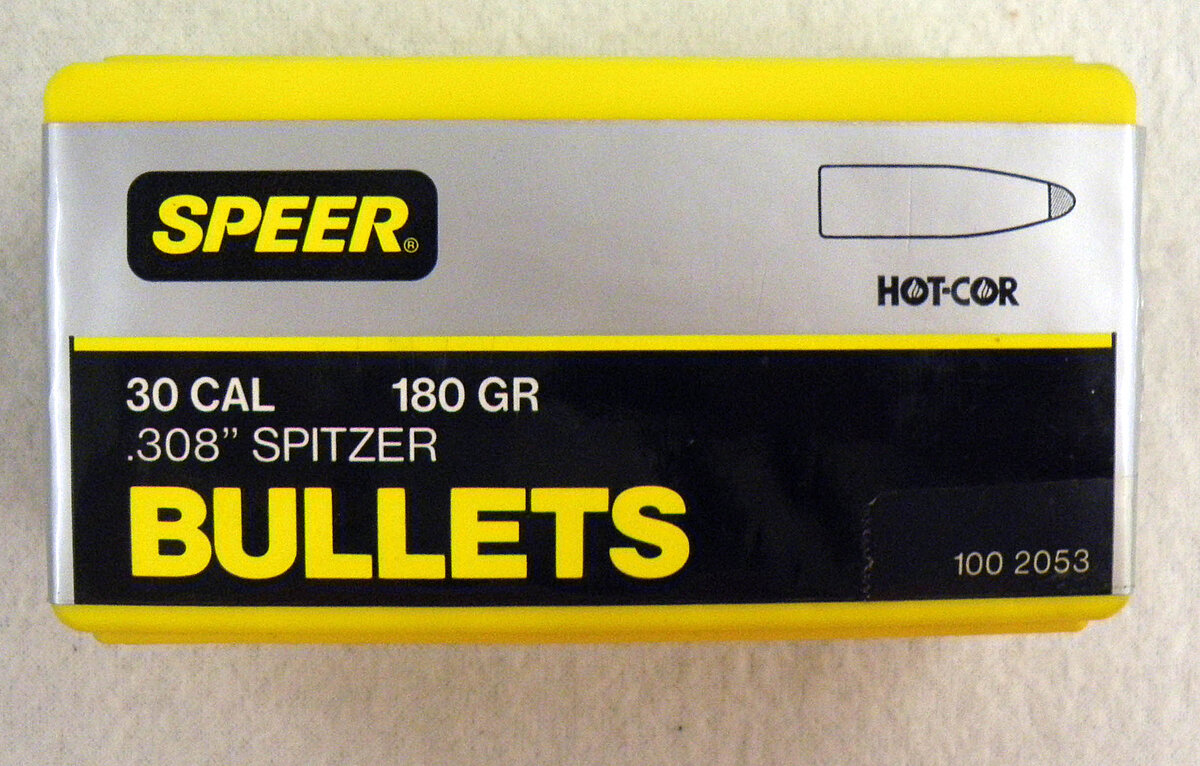 SPEER®
HOT-COR
30 CAL 180 GR
.308” SPITZER
BULLETS
100 2053